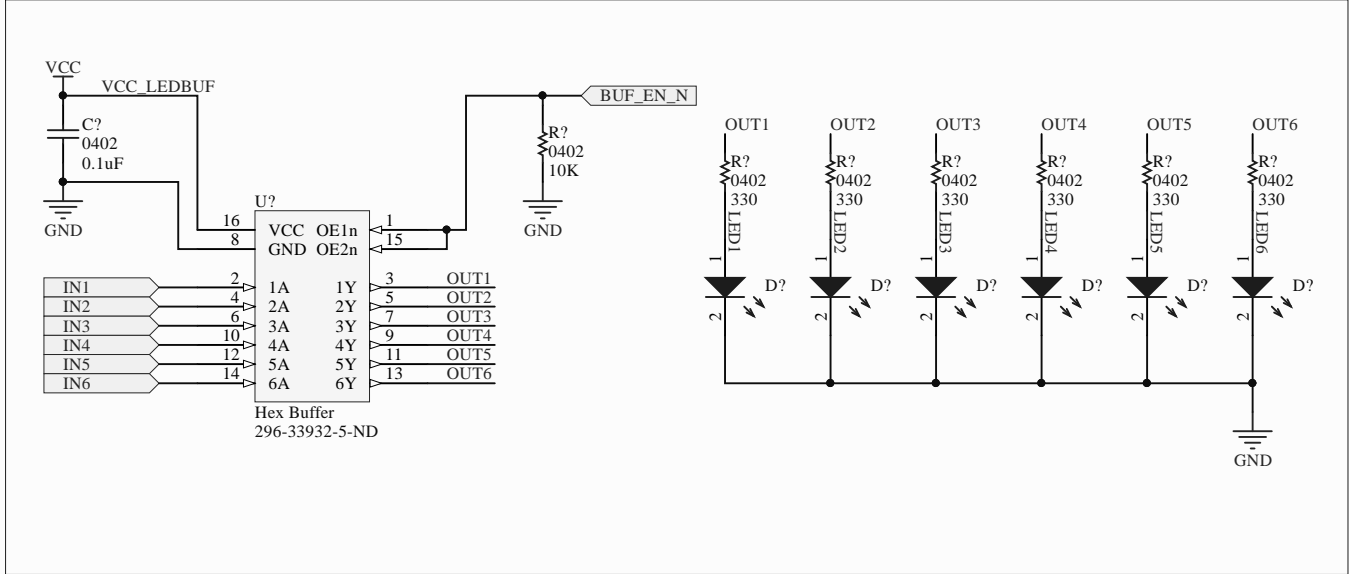 VCC
VCC_LEDBUF
C?
0402
0.1uF
GND
BUF_EN_N
R?
0402
10K
GND
U?
16 VCC OE1n 1
8 GND OE2n 15
IN1 2 1A 1Y 3 OUT1
IN2 4 2A 2Y 5 OUT2
IN3 6 3A 3Y 7 OUT3
IN4 10 4A 4Y 9 OUT4
IN5 12 5A 5Y 11 OUT5
IN6 14 6A 6Y 13 OUT6
Hex Buffer
296-33932-5-ND
OUT1 OUT2 OUT3 OUT4 OUT5 OUT6
R? R? R? R? R? R?
0402 0402 0402 0402 0402 0402
330 330 330 330 330 330
LED1 LED2 LED3 LED4 LED5 LED6
1 1 1 1 1 1
D? D? D? D? D? D?
2 2 2 2 2 2
GND